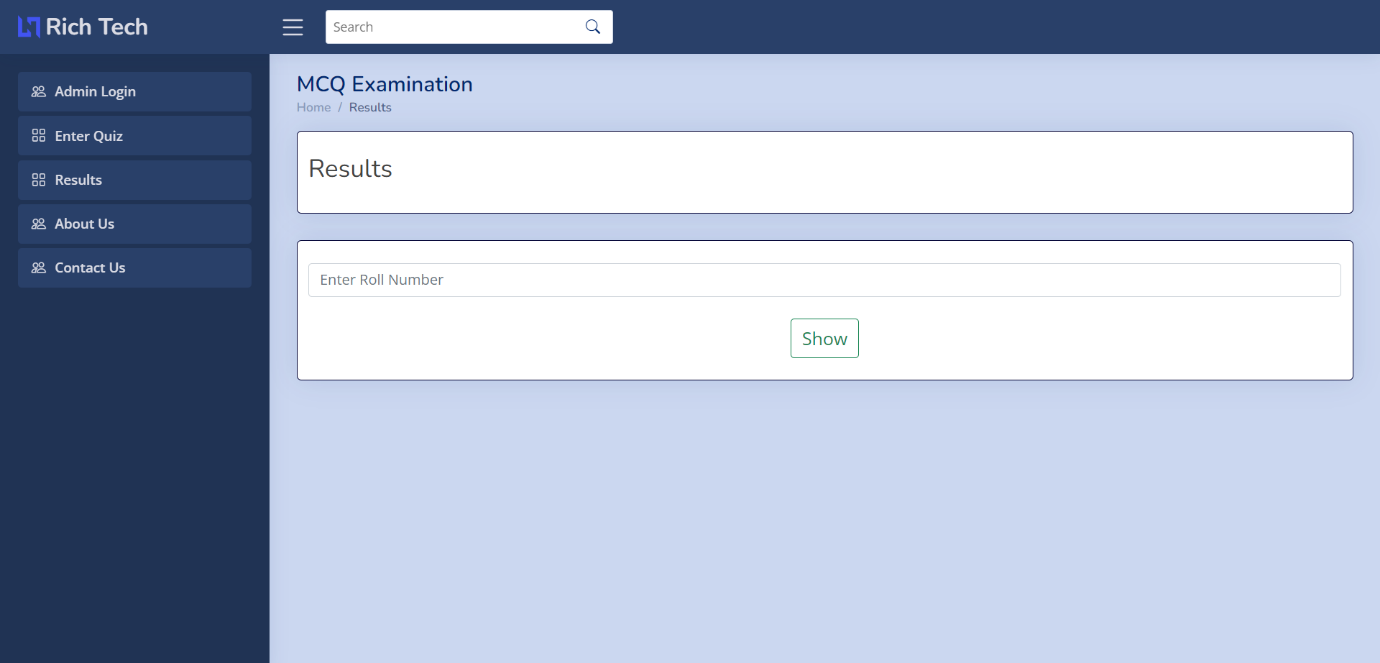 Rich Tech
Search
Admin Login
Enter Quiz
Results
About Us
Contact Us
MCQ Examination
Home / Results
Results
Enter Roll Number
Show